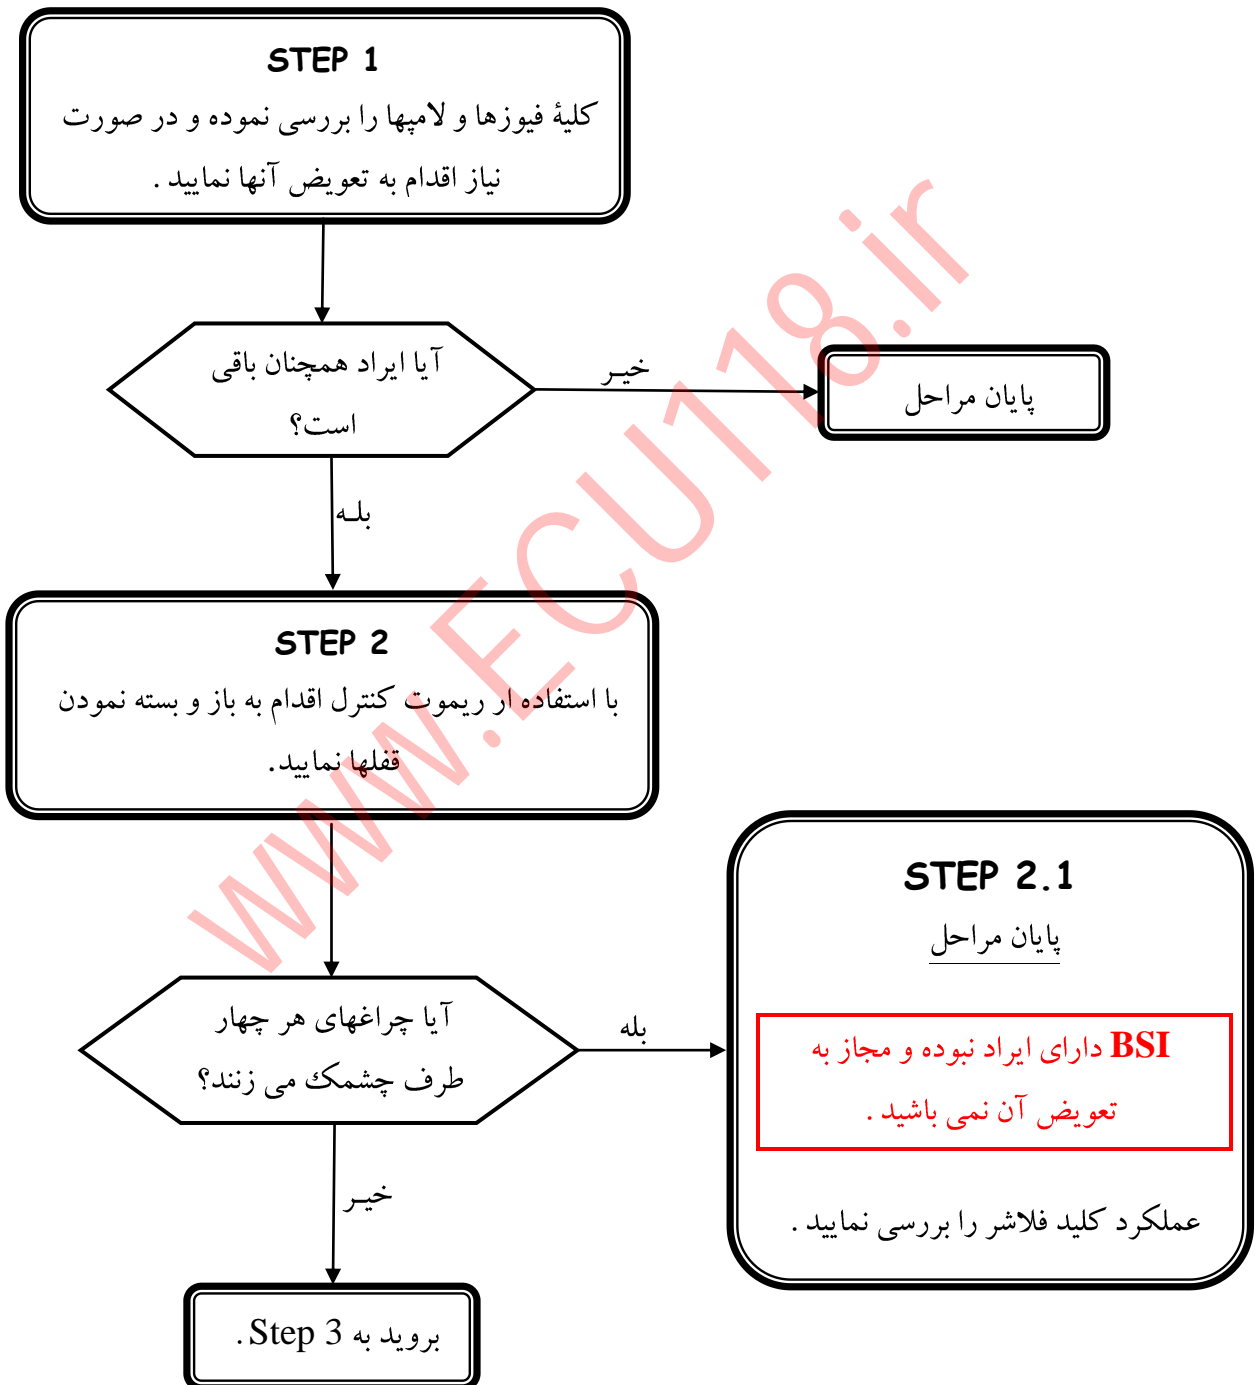 STEP 1
کلیهٔ فیوزها و لامپها را بررسی نموده و در صورت
نیاز اقدام به تعویض آنها نمایید .
آیا ایراد همچنان باقی
است؟
خیـر
پایان مراحل
بلـه
STEP 2
با استفاده ار ریموت کنترل اقدام به باز و بسته نمودن
قفلها نمایید.
آیا چراغهای هر چهار
طرف چشمک می زنند؟
بله
STEP 2.1
پایان مراحل
BSI دارای ایراد نبوده و مجاز به
تعویض آن نمی باشید .
عملکرد کلید فلاشر را بررسی نمایید .
خیـر
بروید به Step 3 .
www.ECU118.ir